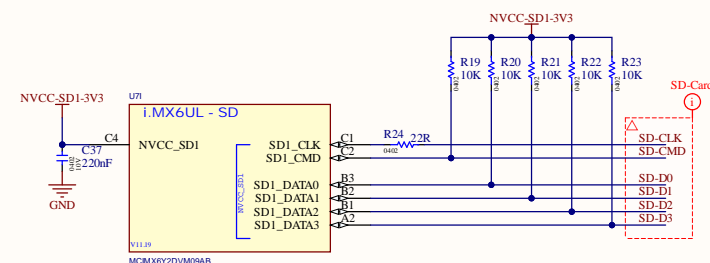 NVCC-SD1-3V3
R19
10K
0402
R20
10K
0402
R21
10K
0402
R22
10K
0402
R23
10K
0402
SD-Card
i
NVCC-SD1-3V3
U7I
i.MX6UL - SD
C4
NVCC_SD1
C37
220nF
0402
10V
GND
NVCC_SD1
SD1_CLK
C1
R24
22R
0402
SD-CLK
SD1_CMD
C2
SD-CMD
SD1_DATA0
B3
SD-D0
SD1_DATA1
B2
SD-D1
SD1_DATA2
B1
SD-D2
SD1_DATA3
A2
SD-D3
V11.19
MCIMX6Y2DVM09AB